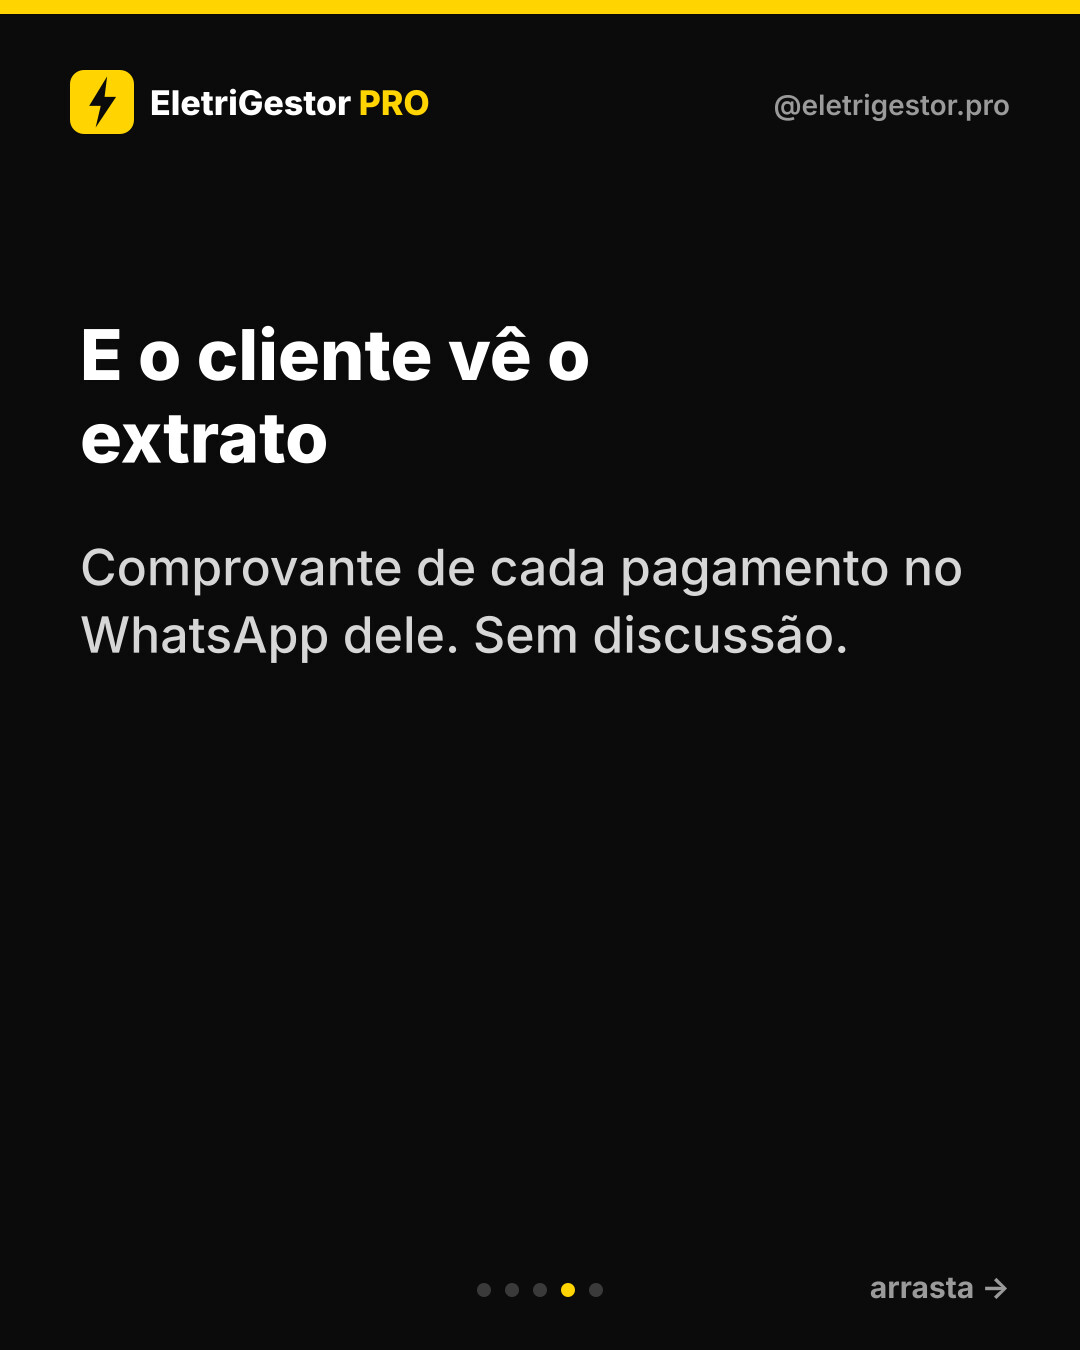 EletriGestor PRO
@eletrigestor.pro
E o cliente vê o
extrato
Comprovante de cada pagamento no
WhatsApp dele. Sem discussão.
arrasta →